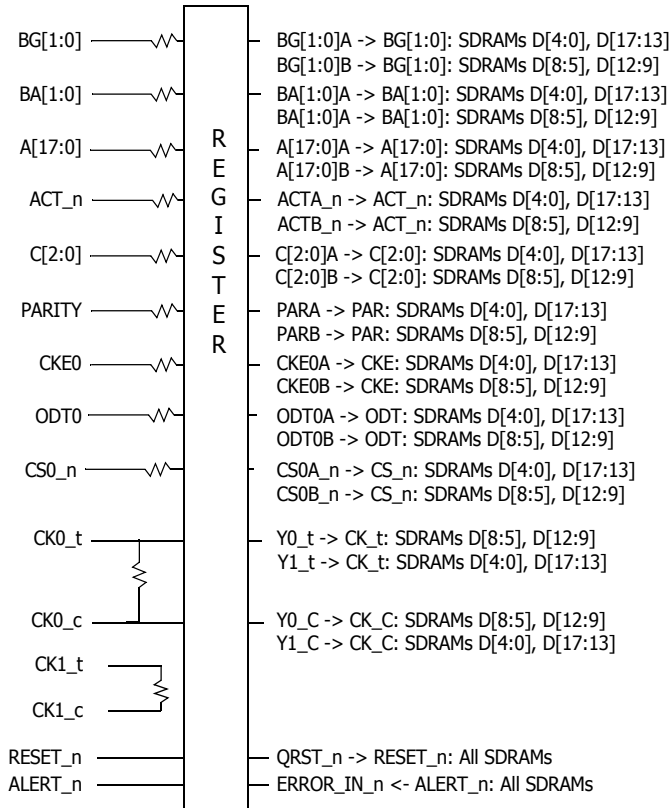 BG[1:0]
BG[1:0]A -> BG[1:0]: SDRAMs D[4:0], D[17:13]
BG[1:0]B -> BG[1:0]: SDRAMs D[8:5], D[12:9]
BA[1:0]
BA[1:0]A -> BA[1:0]: SDRAMs D[4:0], D[17:13]
BA[1:0]A -> BA[1:0]: SDRAMs D[8:5], D[12:9]
A[17:0]
A[17:0]A -> A[17:0]: SDRAMs D[4:0], D[17:13]
A[17:0]B -> A[17:0]: SDRAMs D[8:5], D[12:9]
ACT_n
ACTA_n -> ACT_n: SDRAMs D[4:0], D[17:13]
ACTB_n -> ACT_n: SDRAMs D[8:5], D[12:9]
C[2:0]
C[2:0]A -> C[2:0]: SDRAMs D[4:0], D[17:13]
C[2:0]B -> C[2:0]: SDRAMs D[8:5], D[12:9]
PARITY
PARA -> PAR: SDRAMs D[4:0], D[17:13]
PARB -> PAR: SDRAMs D[8:5], D[12:9]
CKE0
CKE0A -> CKE: SDRAMs D[4:0], D[17:13]
CKE0B -> CKE: SDRAMs D[8:5], D[12:9]
ODT0
ODT0A -> ODT: SDRAMs D[4:0], D[17:13]
ODT0B -> ODT: SDRAMs D[8:5], D[12:9]
CS0_n
CS0A_n -> CS_n: SDRAMs D[4:0], D[17:13]
CS0B_n -> CS_n: SDRAMs D[8:5], D[12:9]
CK0_t
Y0_t -> CK_t: SDRAMs D[8:5], D[12:9]
Y1_t -> CK_t: SDRAMs D[4:0], D[17:13]
CK0_c
Y0_C -> CK_C: SDRAMs D[8:5], D[12:9]
Y1_C -> CK_C: SDRAMs D[4:0], D[17:13]
CK1_t
CK1_c
RESET_n
QRST_n -> RESET_n: All SDRAMs
ALERT_n
ERROR_IN_n <- ALERT_n: All SDRAMs
REGISTER